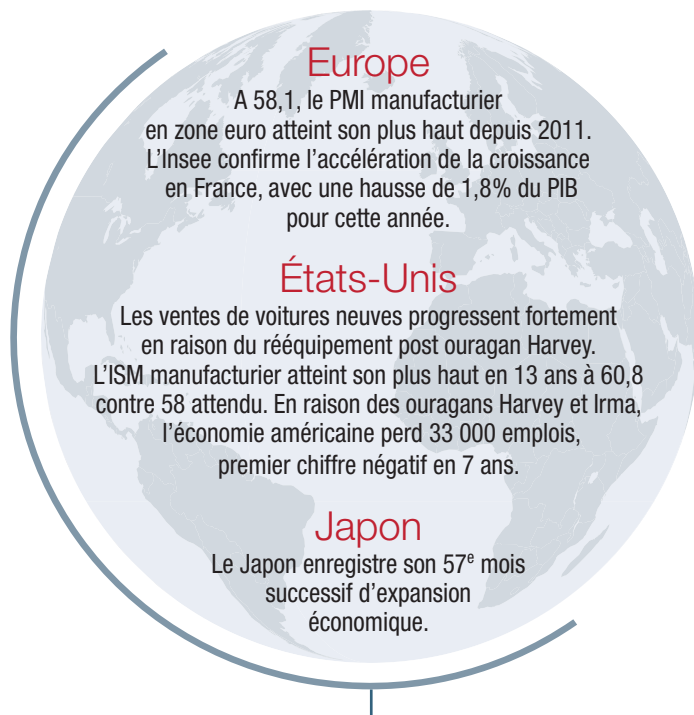 Europe
A 58,1, le PMI manufacturier
en zone euro atteint son plus haut depuis 2011.
L’Insee confirme l’accélération de la croissance
en France, avec une hausse de 1,8% du PIB
pour cette année.
États-Unis
Les ventes de voitures neuves progressent fortement
en raison du rééquipement post ouragan Harvey.
L’ISM manufacturier atteint son plus haut en 13 ans à 60,8
contre 58 attendu. En raison des ouragans Harvey et Irma,
l’économie américaine perd 33 000 emplois,
premier chiffre négatif en 7 ans.
Japon
Le Japon enregistre son 57e mois
successif d’expansion
économique.